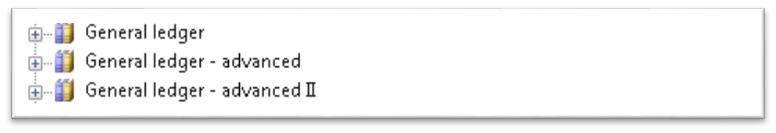 General ledger
General ledger - advanced
General ledger - advanced II